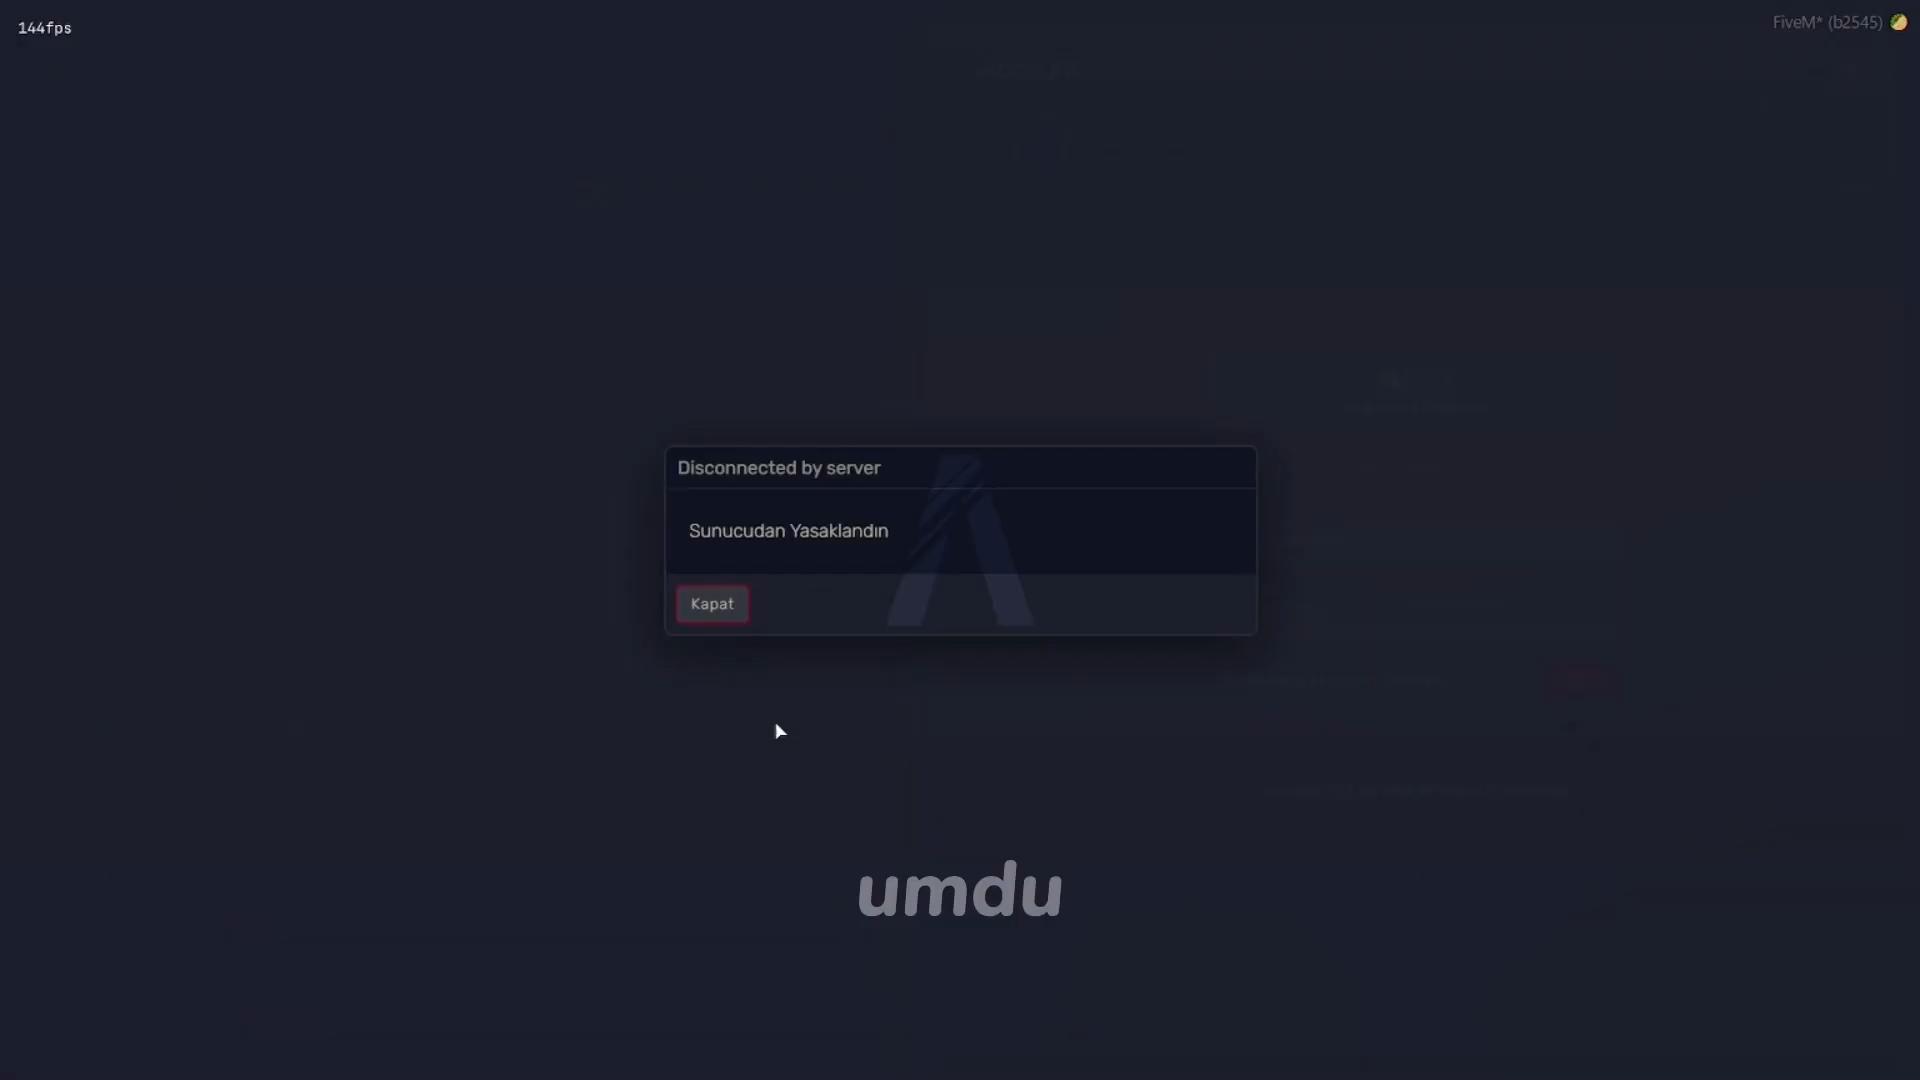 144fps
FiveM* (b2545)
Disconnected by server
Sunucudan Yasaklandın
Kapat
umdu